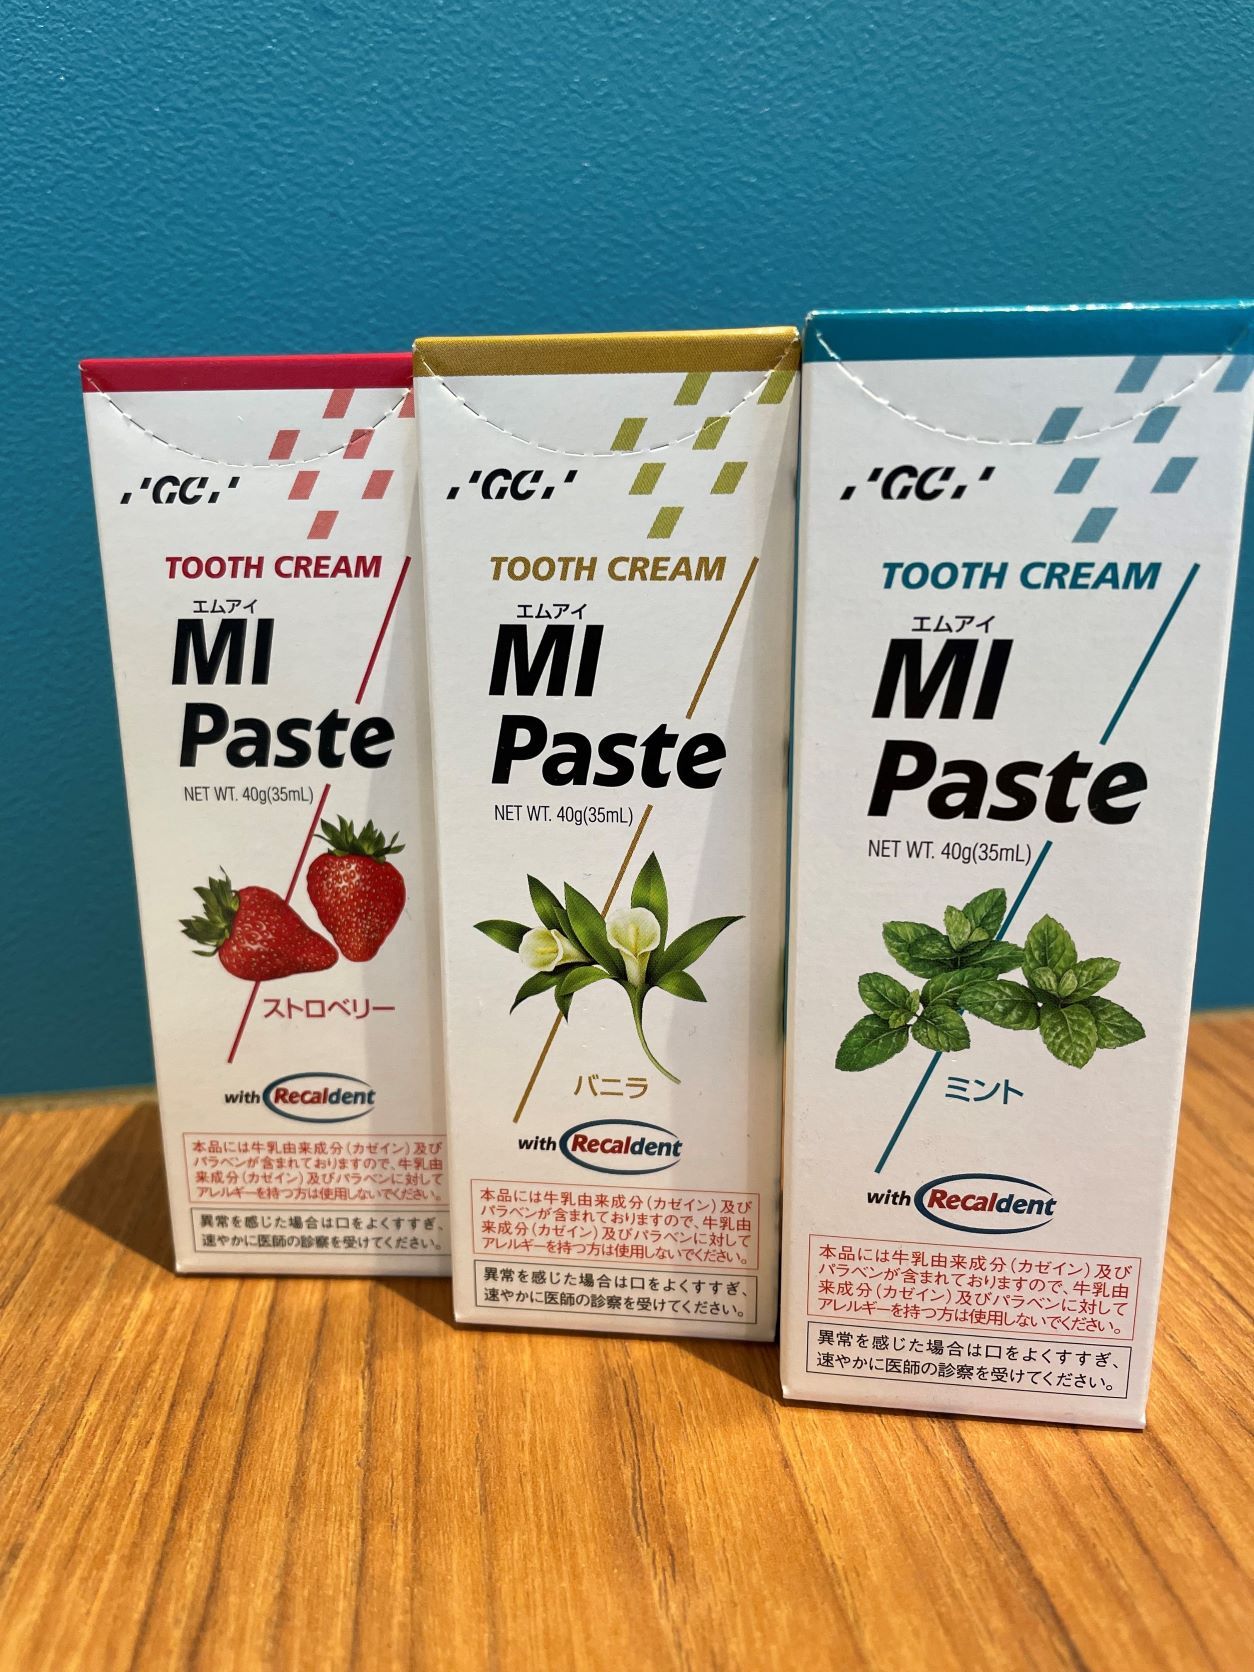 GC
TOOTH CREAM
エムアイ
MI
Paste
NET WT. 40g(35mL)
ストロベリー
with Recaldent
本品には牛乳由来成分(カゼイン)及び
パラベンが含まれておりますので、牛乳由
来成分(カゼイン)及びパラベンに対して
アレルギーを持つ方は使用しないでください。
異常を感じた場合は口をよくすすぎ、
速やかに医師の診察を受けてください。
GC
TOOTH CREAM
エムアイ
MI
Paste
NET WT. 40g(35mL)
バニラ
with Recaldent
本品には牛乳由来成分(カゼイン)及び
パラベンが含まれておりますので、牛乳由
来成分(カゼイン)及びパラベンに対して
アレルギーを持つ方は使用しないでください。
異常を感じた場合は口をよくすすぎ、
速やかに医師の診察を受けてください。
GC
TOOTH CREAM
エムアイ
MI
Paste
NET WT. 40g(35mL)
ミント
with Recaldent
本品には牛乳由来成分(カゼイン)及び
パラベンが含まれておりますので、牛乳由
来成分(カゼイン)及びパラベンに対して
アレルギーを持つ方は使用しないでください。
異常を感じた場合は口をよくすすぎ、
速やかに医師の診察を受けてください。